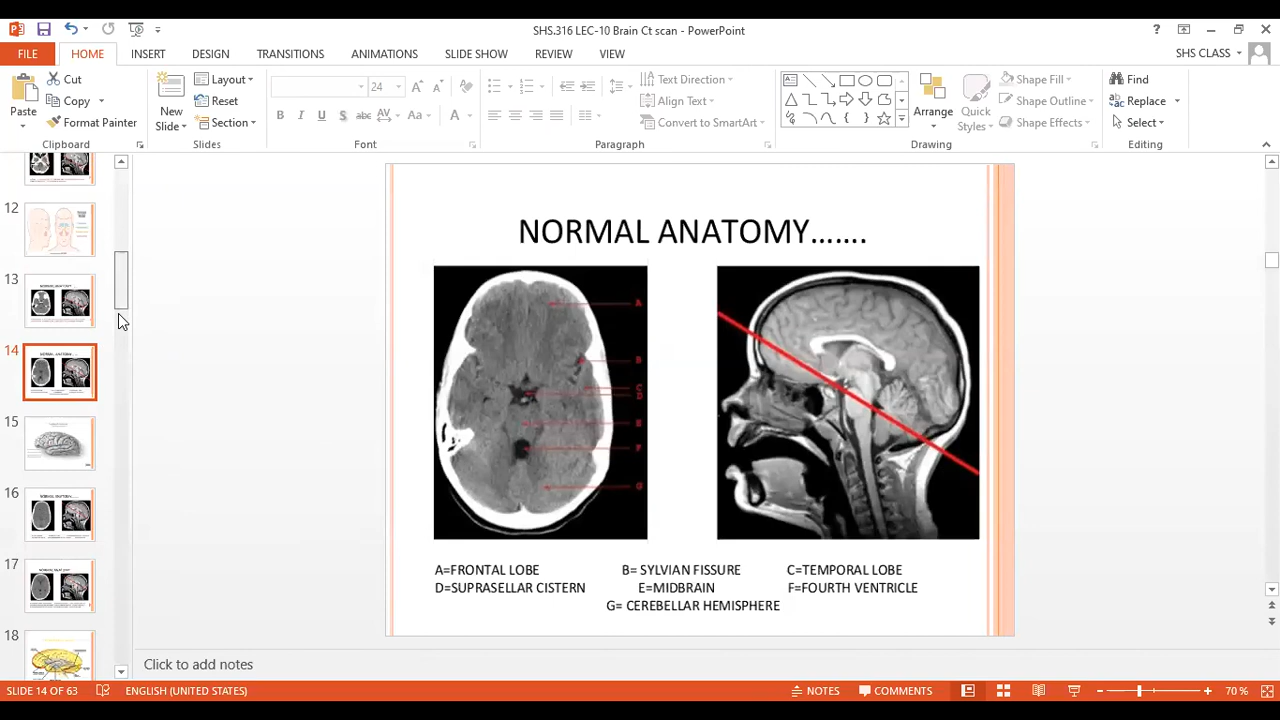 SHS.316 LEC-10 Brain Ct scan - PowerPoint
FILE HOME INSERT DESIGN TRANSITIONS ANIMATIONS SLIDE SHOW REVIEW VIEW SHS CLASS
Paste
Cut
Copy
Format Painter
Clipboard
New
Slide
Layout
Reset
Section
Slides
24
B I U S abc AV Aa A
Font
Text Direction
Align Text
Convert to SmartArt
Paragraph
Arrange
Quick
Styles
Shape Fill
Shape Outline
Shape Effects
Drawing
Find
Replace
Select
Editing
12
13
14
15
16
17
18
NORMAL ANATOMY.......
A
B
C
D
E
F
G
A=FRONTAL LOBE B= SYLVIAN FISSURE C=TEMPORAL LOBE
D=SUPRASELLAR CISTERN E=MIDBRAIN F=FOURTH VENTRICLE
G= CEREBELLAR HEMISPHERE
Click to add notes
SLIDE 14 OF 63 ENGLISH (UNITED STATES) NOTES COMMENTS 70 %